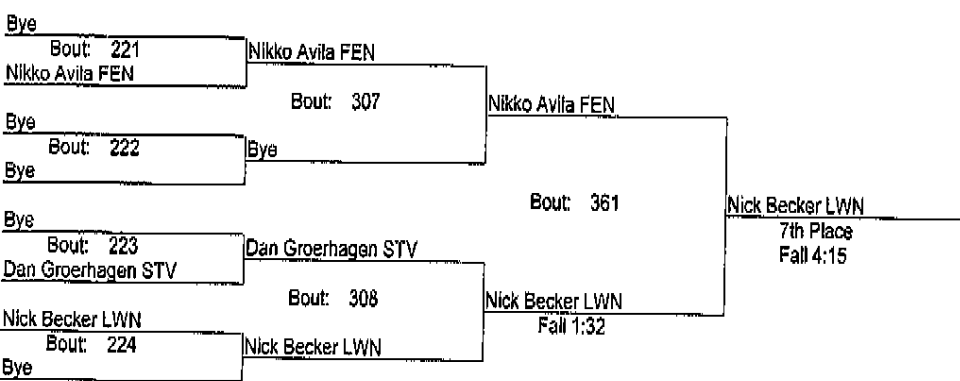 Bye
Bout: 221
Nikko Avila FEN
Nikko Avila FEN
Bout: 307
Nikko Avila FEN
Bye
Bout: 222
Bye
Bye
Bout: 361
Nick Becker LWN
7th Place
Fall 4:15
Bye
Bout: 223
Dan Groerhagen STV
Dan Groerhagen STV
Bout: 308
Nick Becker LWN
Fall 1:32
Nick Becker LWN
Bout: 224
Nick Becker LWN
Bye